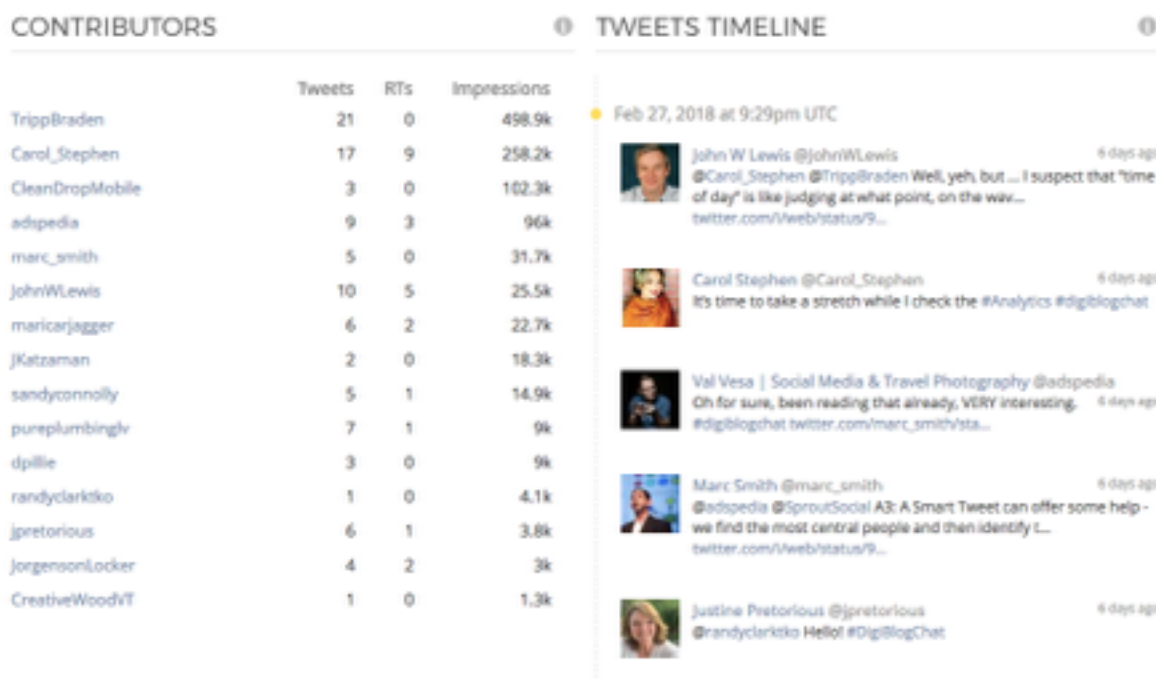 CONTRIBUTORS
Tweets RTs Impressions
TrippBraden 21 0 498.9k
Carol_Stephen 17 9 258.2k
CleanDropMobile 3 0 102.3k
adspedia 9 3 96k
marc_smith 5 0 31.7k
JohnWLewis 10 5 25.5k
maricarjagger 6 2 22.7k
JKatzaman 2 0 18.3k
sandyconnolly 5 1 14.9k
pureplumbinglv 7 1 9k
dpillie 3 0 9k
randyclarktko 1 0 4.1k
jpretorious 6 1 3.8k
JorgensonLocker 4 2 3k
CreativeWoodVT 1 0 1.3k
TWEETS TIMELINE
Feb 27, 2018 at 9:29pm UTC
John W Lewis @JohnWLewis 6 days ago
@Carol_Stephen @TrippBraden Well, yeh, but ... I suspect that "time
of day" is like judging at what point, on the wav...
twitter.com/i/web/status/9...
Carol Stephen @Carol_Stephen 6 days ago
It's time to take a stretch while I check the #Analytics #digiblogchat
Val Vesa | Social Media & Travel Photography @adspedia
Oh for sure, been reading that already, VERY interesting. 6 days ago
#digiblogchat twitter.com/marc_smith/sta...
Marc Smith @marc_smith 6 days ago
@adspedia @SproutSocial A3: A Smart Tweet can offer some help -
we find the most central people and then identify t...
twitter.com/i/web/status/9...
Justine Pretorious @jpretorious 6 days ago
@randyclarktko Hello! #DigiBlogChat